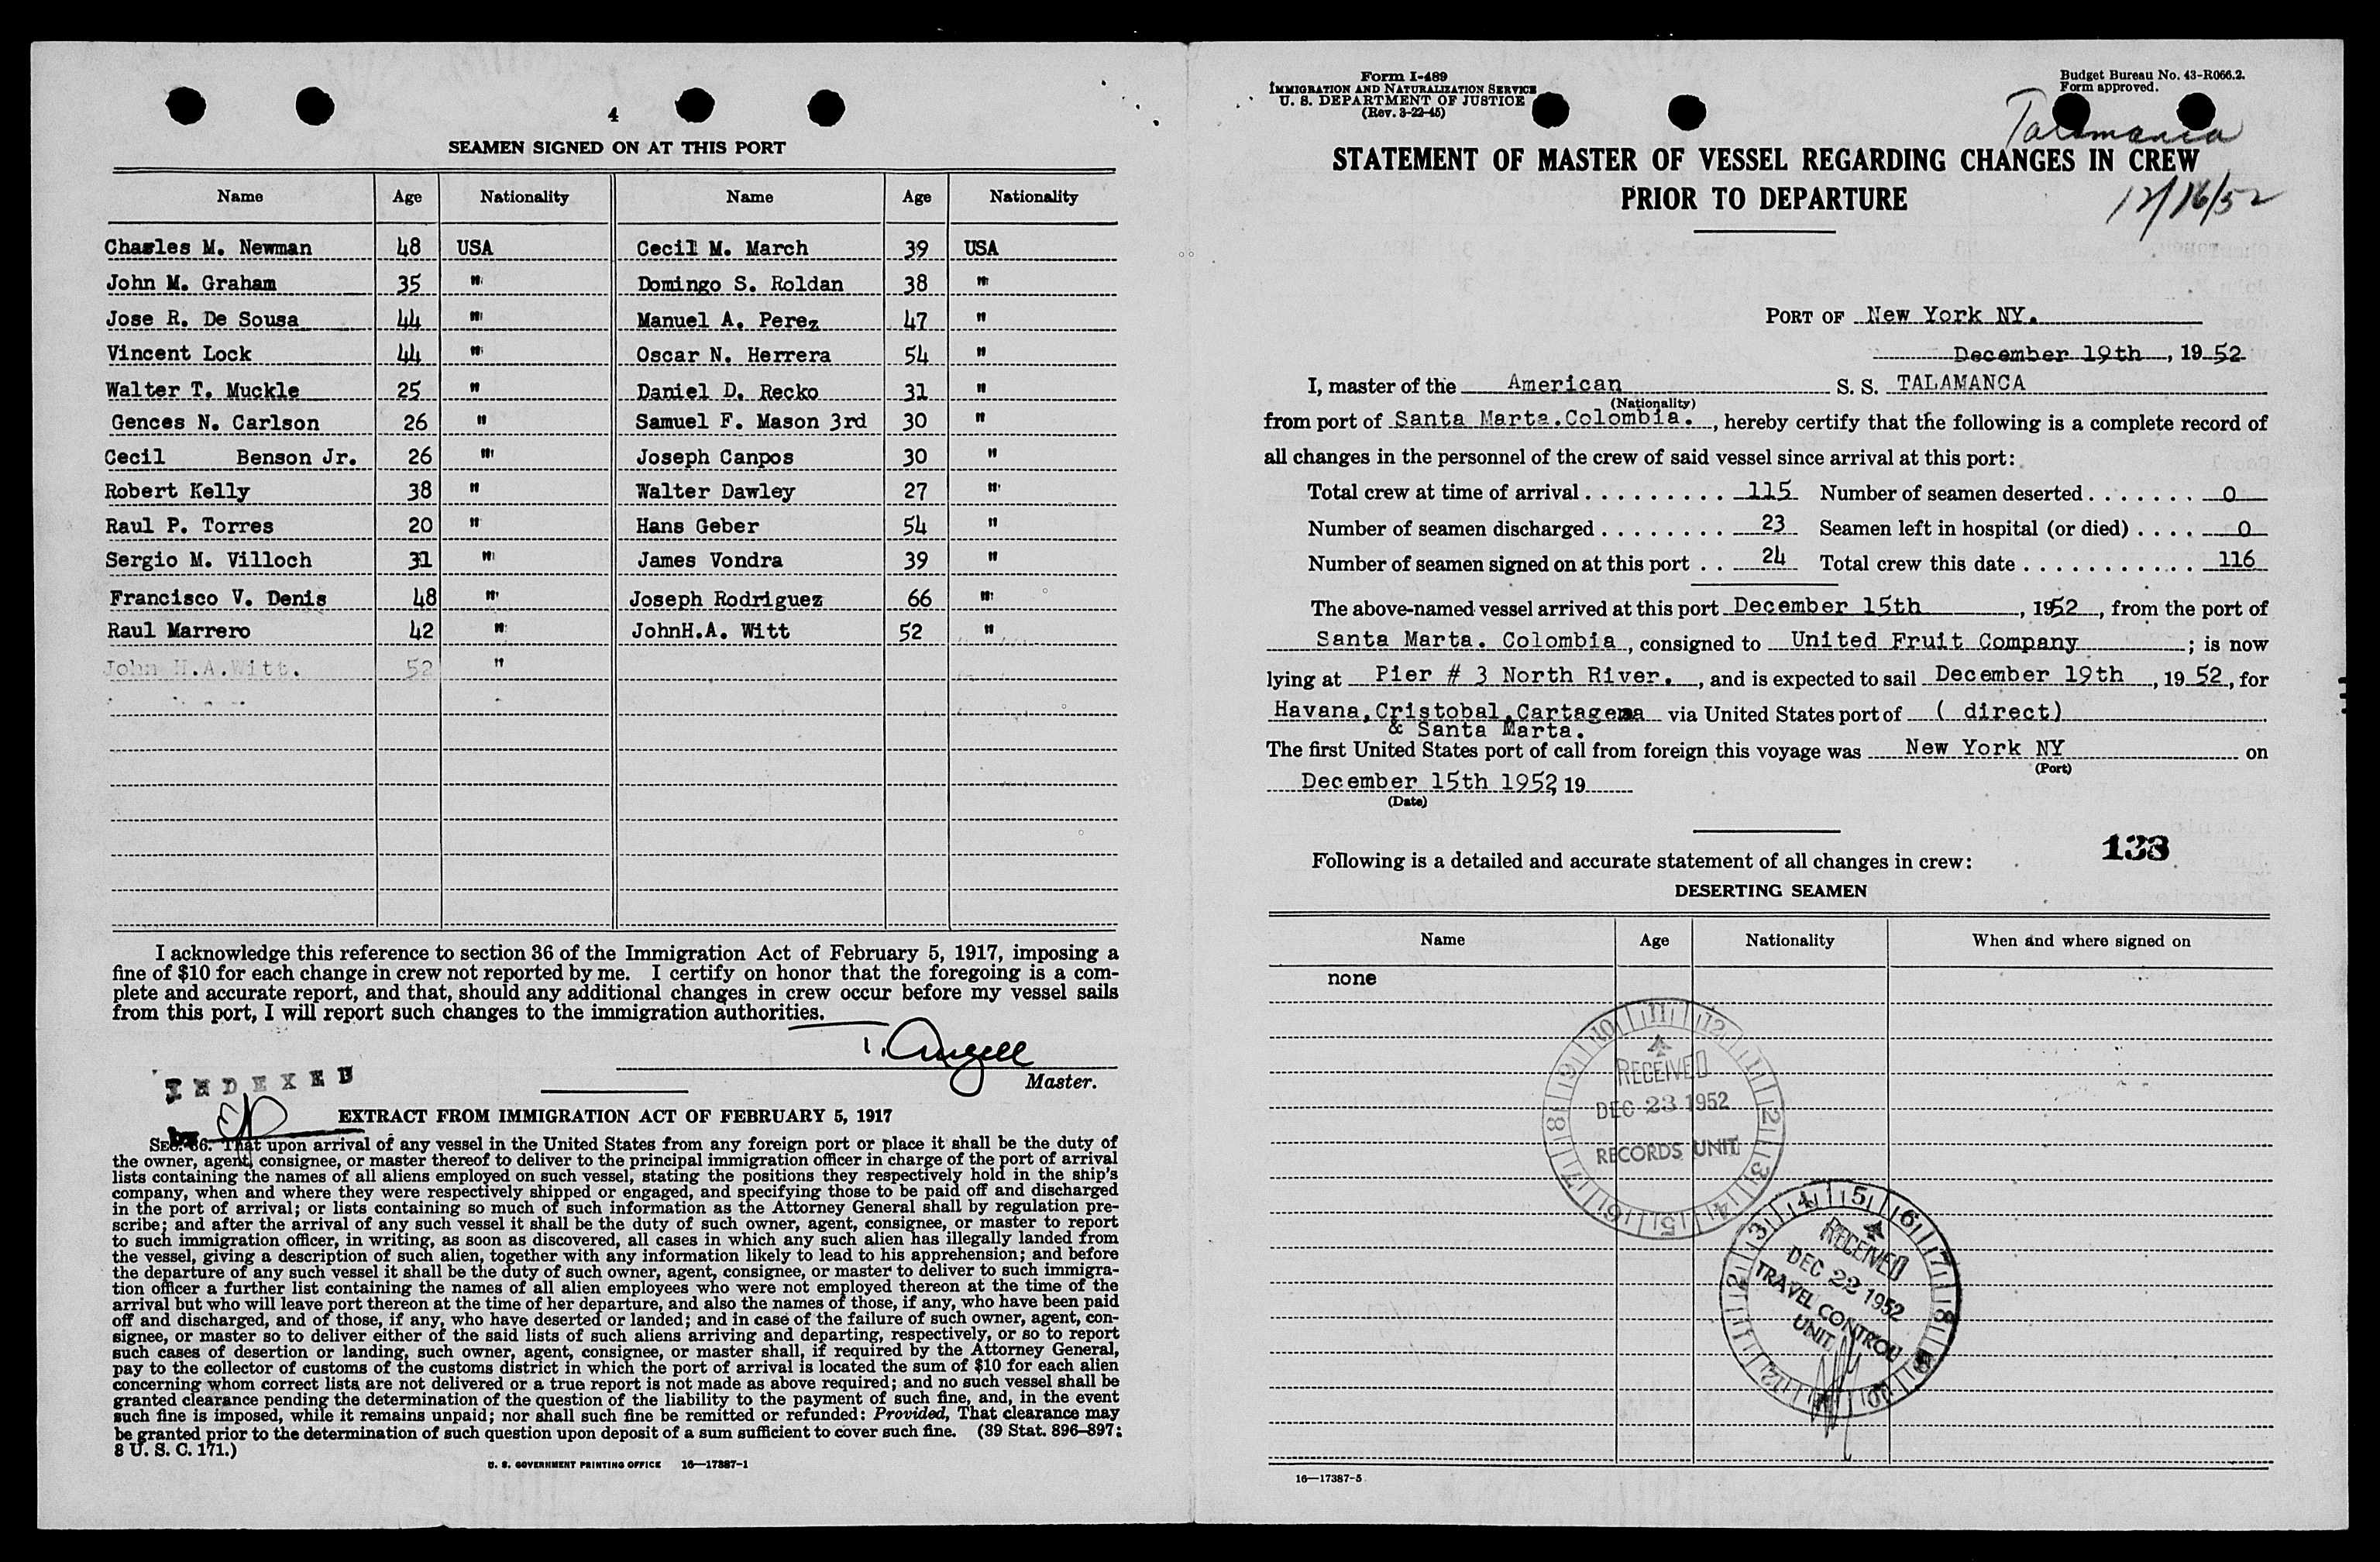 4
SEAMEN SIGNED ON AT THIS PORT
Name Age Nationality Name Age Nationality
Chasles M. Newman 48 USA Cecil M. March 39 USA
John M. Graham 35 " Domingo S. Roldan 38 "
Jose R. De Sousa 44 " Manuel A. Perez 47 "
Vincent Lock 44 " Oscar N. Herrera 54 "
Walter T. Muckle 25 " Daniel D. Recko 31 "
Gences N. Carlson 26 " Samuel F. Mason 3rd 30 "
Cecil Benson Jr. 26 " Joseph Canpos 30 "
Robert Kelly 38 " Walter Dawley 27 "
Raul P. Torres 20 " Hans Geber 54 "
Sergio M. Villoch 31 " James Vondra 39 "
Francisco V. Denis 48 " Joseph Rodriguez 66 "
Raul Marrero 42 " JohnH.A. Witt 52 "
John H.A.Witt. 52 "
I acknowledge this reference to section 36 of the Immigration Act of February 5, 1917, imposing a
fine of $10 for each change in crew not reported by me. I certify on honor that the foregoing is a com-
plete and accurate report, and that, should any additional changes in crew occur before my vessel sails
from this port, I will report such changes to the immigration authorities.
T. Angell
Master.
INDEXED
by
EXTRACT FROM IMMIGRATION ACT OF FEBRUARY 5, 1917
SEC. 36. That upon arrival of any vessel in the United States from any foreign port or place it shall be the duty of
the owner, agent, consignee, or master thereof to deliver to the principal immigration officer in charge of the port of arrival
lists containing the names of all aliens employed on such vessel, stating the positions they respectively hold in the ship's
company, when and where they were respectively shipped or engaged, and specifying those to be paid off and discharged
in the port of arrival; or lists containing so much of such information as the Attorney General shall by regulation pre-
scribe; and after the arrival of any such vessel it shall be the duty of such owner, agent, consignee, or master to report
to such immigration officer, in writing, as soon as discovered, all cases in which any such alien has illegally landed from
the vessel, giving a description of such alien, together with any information likely to lead to his apprehension; and before
the departure of any such vessel it shall be the duty of such owner, agent, consignee, or master to deliver to such immigra-
tion officer a further list containing the names of all alien employees who were not employed thereon at the time of the
arrival but who will leave port thereon at the time of her departure, and also the names of those, if any, who have been paid
off and discharged, and of those, if any, who have deserted or landed; and in case of the failure of such owner, agent, con-
signee, or master so to deliver either of the said lists of such aliens arriving and departing, respectively, or so to report
such cases of desertion or landing, such owner, agent, consignee, or master shall, if required by the Attorney General,
pay to the collector of customs of the customs district in which the port of arrival is located the sum of $10 for each alien
concerning whom correct lists are not delivered or a true report is not made as above required; and no such vessel shall be
granted clearance pending the determination of the question of the liability to the payment of such fine, and, in the event
such fine is imposed, while it remains unpaid; nor shall such fine be remitted or refunded: Provided, That clearance may
be granted prior to the determination of such question upon deposit of a sum sufficient to cover such fine. (39 Stat. 896-897;
8 U. S. C. 171.)
U. S. GOVERNMENT PRINTING OFFICE 16—17387-1
Form I-489
IMMIGRATION AND NATURALIZATION SERVICE
U. S. DEPARTMENT OF JUSTICE
(Rev. 3-22-45)
Budget Bureau No. 43-R066.2.
Form approved.
Talamanca
STATEMENT OF MASTER OF VESSEL REGARDING CHANGES IN CREW
PRIOR TO DEPARTURE
12/16/52
PORT OF New York NY.
December 19th, 19 52
I, master of the American S. S. TALAMANCA
(Nationality)
from port of Santa Marta.Colombia., hereby certify that the following is a complete record of
all changes in the personnel of the crew of said vessel since arrival at this port:
Total crew at time of arrival......... 115 Number of seamen deserted....... 0
Number of seamen discharged........ 23 Seamen left in hospital (or died).... 0
Number of seamen signed on at this port.. 24 Total crew this date........... 116
The above-named vessel arrived at this port December 15th, 1952, from the port of
Santa Marta. Colombia, consigned to United Fruit Company; is now
lying at Pier # 3 North River., and is expected to sail December 19th, 19 52, for
Havana,Cristobal,Cartagena via United States port of ( direct)
& Santa Marta.
The first United States port of call from foreign this voyage was New York NY on
(Port)
December 15th 1952, 19
(Date)
133
Following is a detailed and accurate statement of all changes in crew:
DESERTING SEAMEN
Name Age Nationality When and where signed on
none
11 12 1 2 3 4 5 6 7 8 9 10
RECEIVED
DEC 23 1952
RECORDS UNIT
4 5 6 7 8 9 10 11 12 1 2 3
RECEIVED
DEC 22 1952
TRAVEL CONTROL
UNIT
16—17387-5